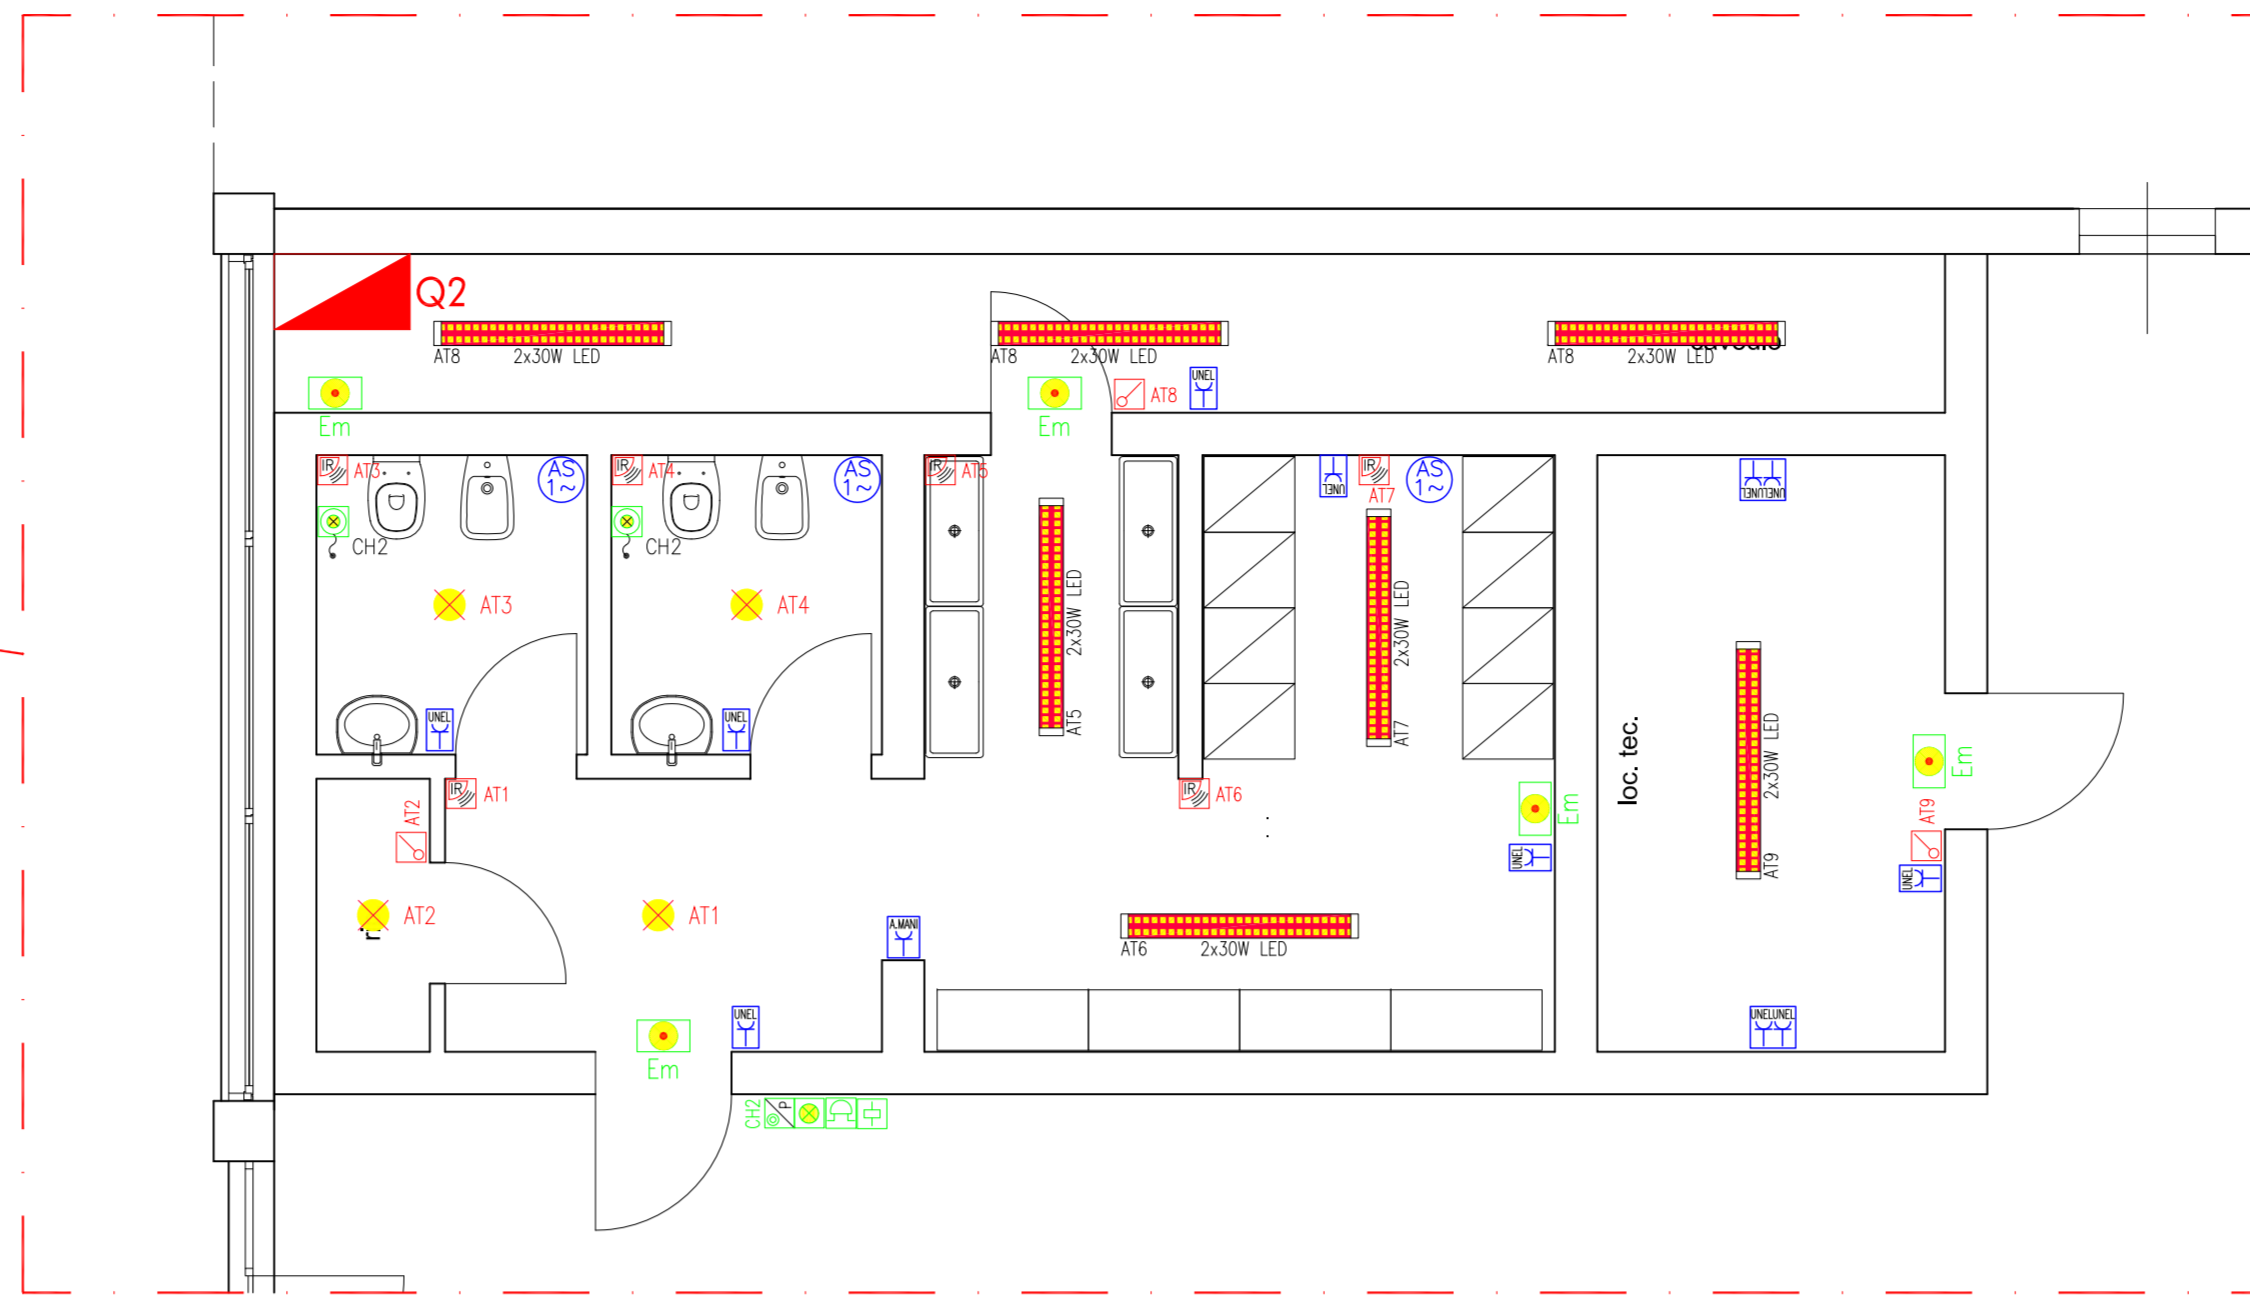 Q2
AT8 2x30W LED
AT8 2x30W LED
AT8 2x30W LED
Em
Em
AT8
UNEL
IR AT3
AS
1~
IR AT4
AS
1~
IR AT5
UNEL
IR
AT7
AS
1~
UNEL UNEL
CH2
CH2
AT3
AT4
2x30W LED
AT5
2x30W LED
AT7
UNEL
UNEL
loc. tec.
2x30W LED
AT9
Em
AT9
UNEL
AT2
IR AT1
IR AT6
Em
UNEL
AT2
AT1
A.MANI
AT6 2x30W LED
UNEL
Em
UNEL UNEL
CH2
P